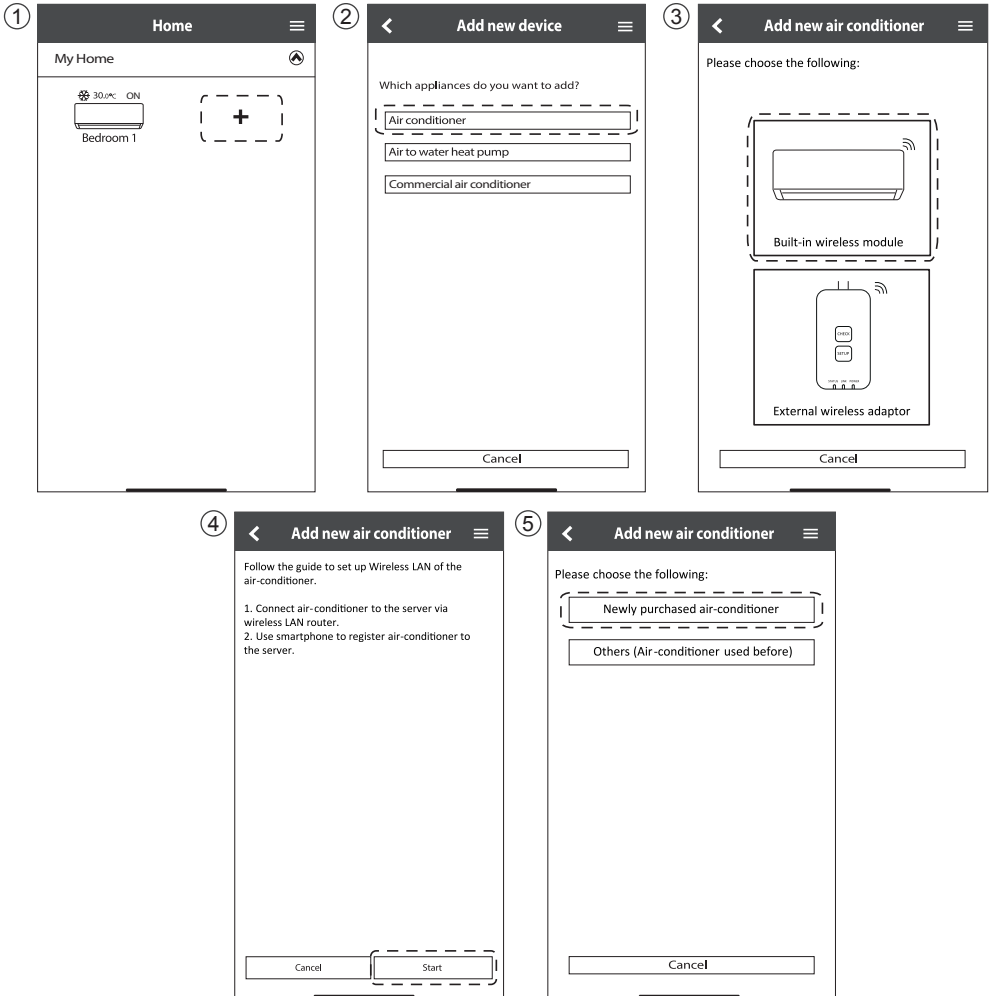 ①
Home
My Home
30.0°C ON
Bedroom 1
+
②
Add new device
Which appliances do you want to add?
Air conditioner
Air to water heat pump
Commercial air conditioner
Cancel
③
Add new air conditioner
Please choose the following:
Built-in wireless module
CHECK
SETUP
STATUS LINK POWER
External wireless adaptor
Cancel
④
Add new air conditioner
Follow the guide to set up Wireless LAN of the
air-conditioner.
1. Connect air-conditioner to the server via
wireless LAN router.
2. Use smartphone to register air-conditioner to
the server.
Cancel
Start
⑤
Add new air conditioner
Please choose the following:
Newly purchased air-conditioner
Others (Air-conditioner used before)
Cancel